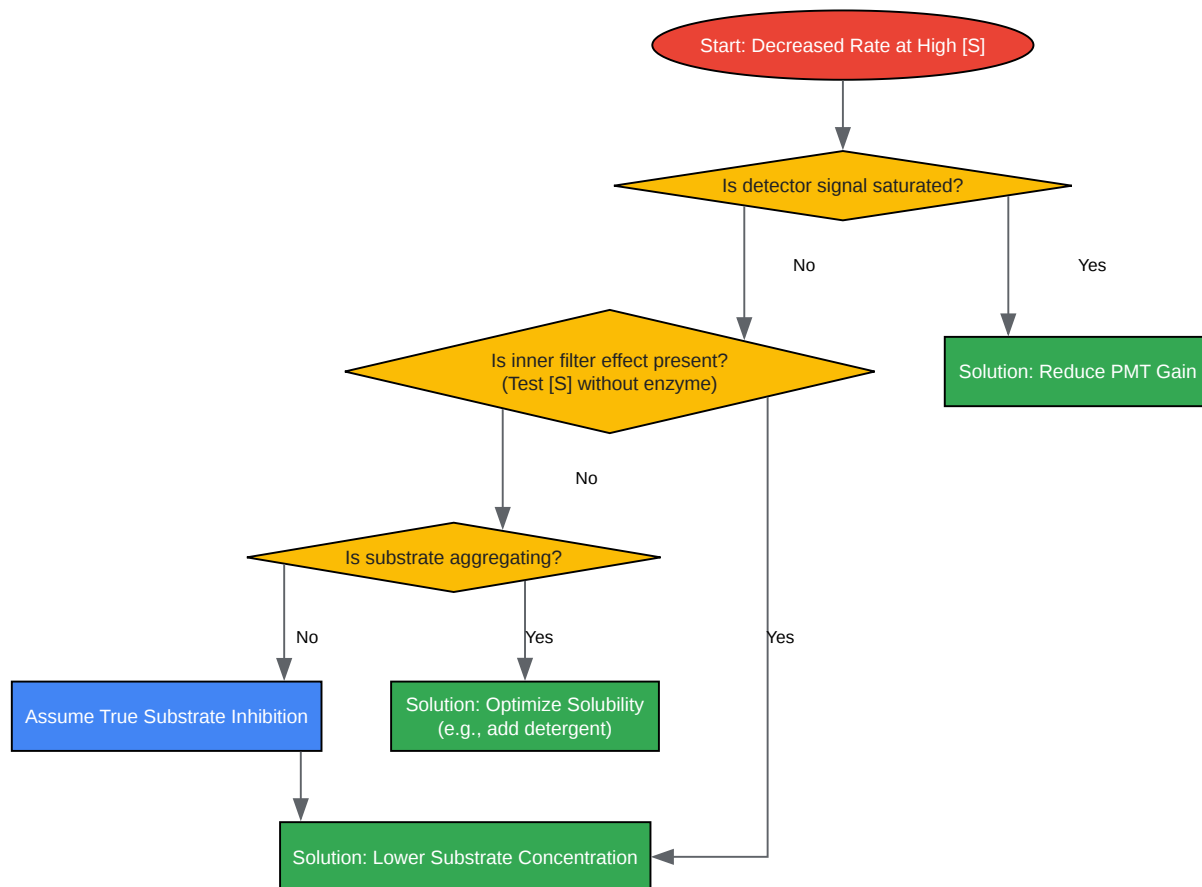 Start: Decreased Rate at High [S]
Is detector signal saturated?
No
Yes
Is inner filter effect present?
(Test [S] without enzyme)
Solution: Reduce PMT Gain
No
Is substrate aggregating?
No
Yes
Yes
Assume True Substrate Inhibition
Solution: Optimize Solubility
(e.g., add detergent)
Solution: Lower Substrate Concentration